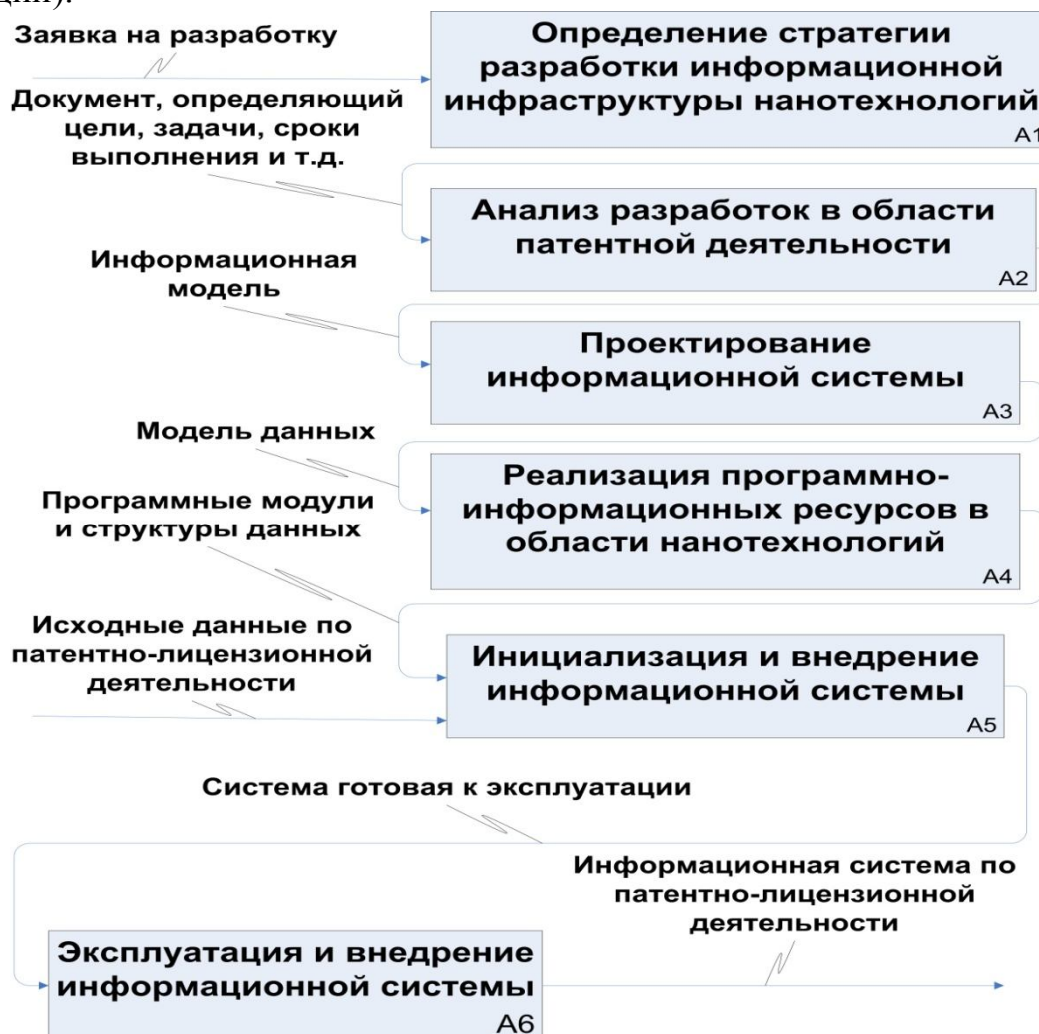 ции).
Заявка на разработку
Определение стратегии
разработки информационной
инфраструктуры нанотехнологий
A1
Документ, определяющий
цели, задачи, сроки
выполнения и т.д.
Анализ разработок в области
патентной деятельности
A2
Информационная
модель
Проектирование
информационной системы
A3
Модель данных
Реализация программно-
информационных ресурсов в
области нанотехнологий
A4
Программные модули
и структуры данных
Исходные данные по
патентно-лицензионной
деятельности
Инициализация и внедрение
информационной системы
A5
Система готовая к эксплуатации
Информационная система по
патентно-лицензионной
деятельности
Эксплуатация и внедрение
информационной системы
A6